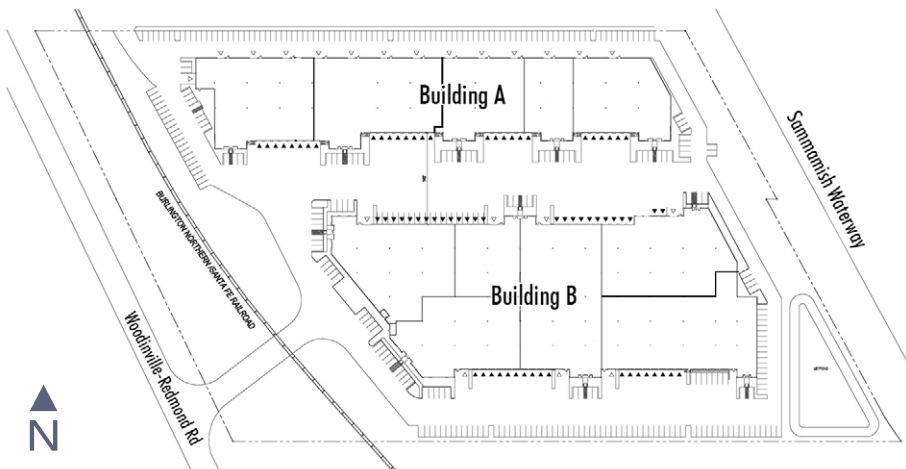 Building A
Sammamish Waterway
BURLINGTON NORTHERN /SANTA FE RAILROAD
Building B
Woodinville-Redmond Rd
N